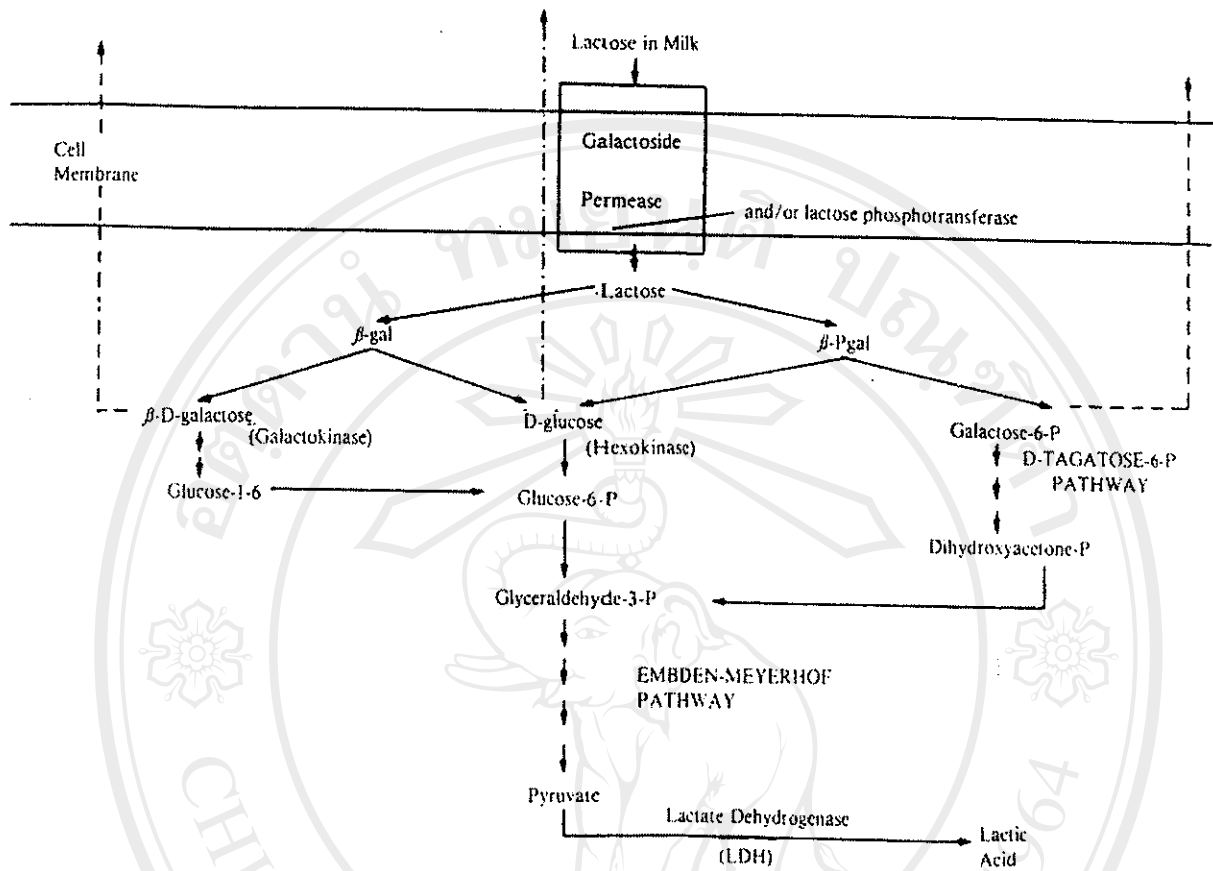 Lactose in Milk
Cell
Membrane
Galactoside
Permease
and/or lactose phosphotransferase
Lactose
β-gal
β-Pgal
β-D-galactose
(Galactokinase)
D-glucose
(Hexokinase)
Galactose-6-P
D-TAGATOSE-6-P
PATHWAY
Glucose-1-6
Glucose-6-P
Dihydroxyacetone-P
Glyceraldehyde-3-P
EMBDEN-MEYERHOF
PATHWAY
Pyruvate
Lactate Dehydrogenase
(LDH)
Lactic
Acid
CH
964